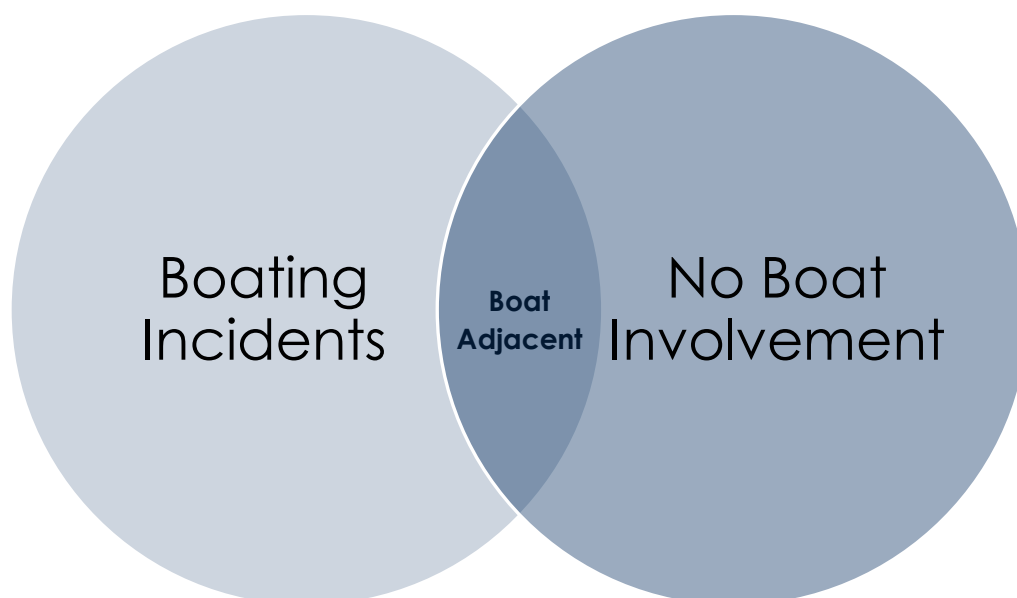 Boating
Incidents
Boat
Adjacent
No Boat
Involvement